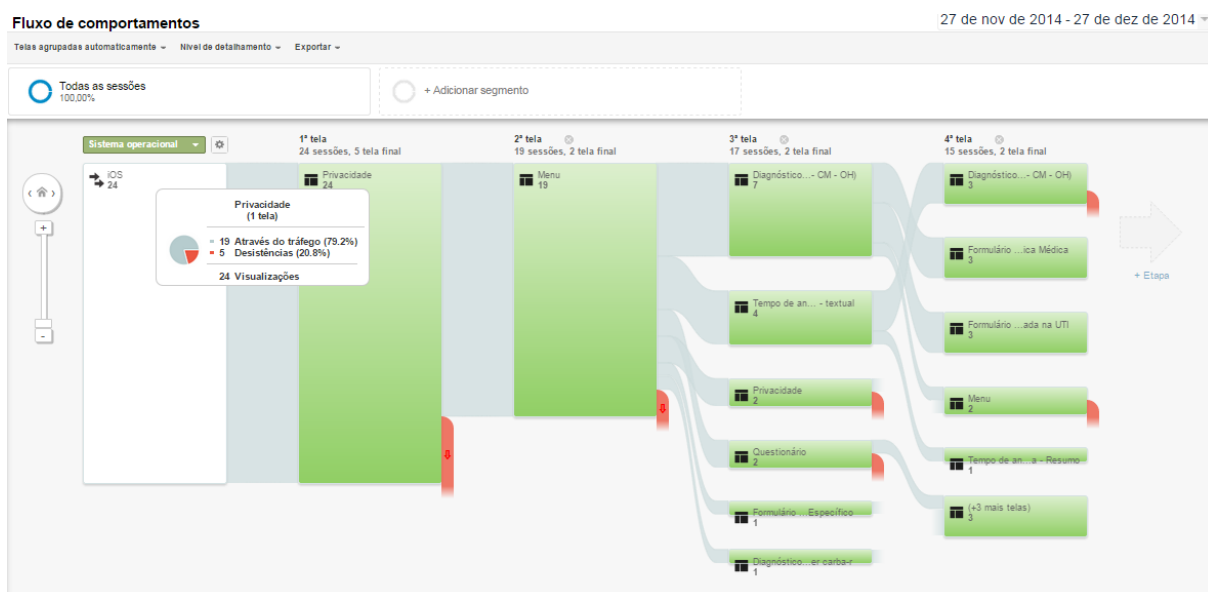 Fluxo de comportamentos
27 de nov de 2014 - 27 de dez de 2014
Telas agrupadas automaticamente
Nível de detalhamento
Exportar
Todas as sessões
100,00%
+ Adicionar segmento
Sistema operacional
1ª tela
24 sessões, 5 tela final
2ª tela
19 sessões, 2 tela final
3ª tela
17 sessões, 2 tela final
4ª tela
15 sessões, 2 tela final
iOS
24
Privacidade
24
Privacidade
(1 tela)
19 Através do tráfego (79.2%)
5 Desistências (20.8%)
24 Visualizações
Menu
19
Diagnóstico...- CM - OH)
7
Tempo de an... - textual
4
Privacidade
2
Questionário
2
Formulário ...Específico
1
Diagnóstico...er carba-r
1
Diagnóstico...- CM - OH)
3
Formulário ...ica Médica
3
Formulário ...ada na UTI
3
Menu
2
Tempo de an...a - Resumo
1
(+3 mais telas)
3
+ Etapa
+
-